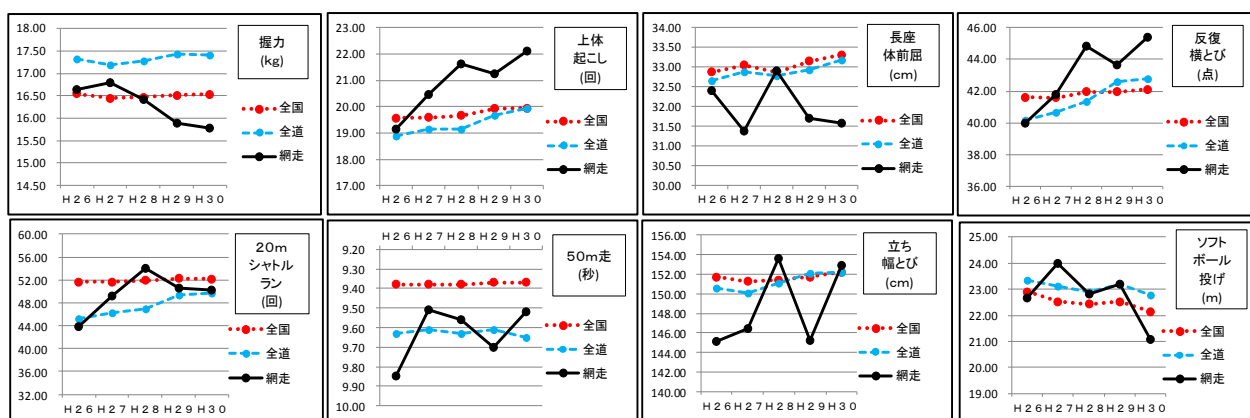 18.00
17.50
17.00
16.50
16.00
15.50
15.00
14.50
H26 H27 H28 H29 H30
握力
(kg)
全国
全道
網走
23.00
22.00
21.00
20.00
19.00
18.00
17.00
H26 H27 H28 H29 H30
上体
起こし
(回)
全国
全道
網走
34.00
33.50
33.00
32.50
32.00
31.50
31.00
30.50
30.00
H26 H27 H28 H29 H30
長座
体前屈
(cm)
全国
全道
網走
46.00
44.00
42.00
40.00
38.00
36.00
H26 H27 H28 H29 H30
反復
横とび
(点)
全国
全道
網走
60.00
56.00
52.00
48.00
44.00
40.00
36.00
32.00
H26 H27 H28 H29 H30
20m
シャトル
ラン
(回)
全国
全道
網走
H26 H27 H28 H29 H30
9.20
9.30
9.40
9.50
9.60
9.70
9.80
9.90
10.00
50m走
(秒)
全国
全道
網走
156.00
154.00
152.00
150.00
148.00
146.00
144.00
142.00
140.00
H26 H27 H28 H29 H30
立ち
幅とび
(cm)
全国
全道
網走
25.00
24.00
23.00
22.00
21.00
20.00
19.00
H26 H27 H28 H29 H30
ソフト
ボール
投げ
(m)
全国
全道
網走